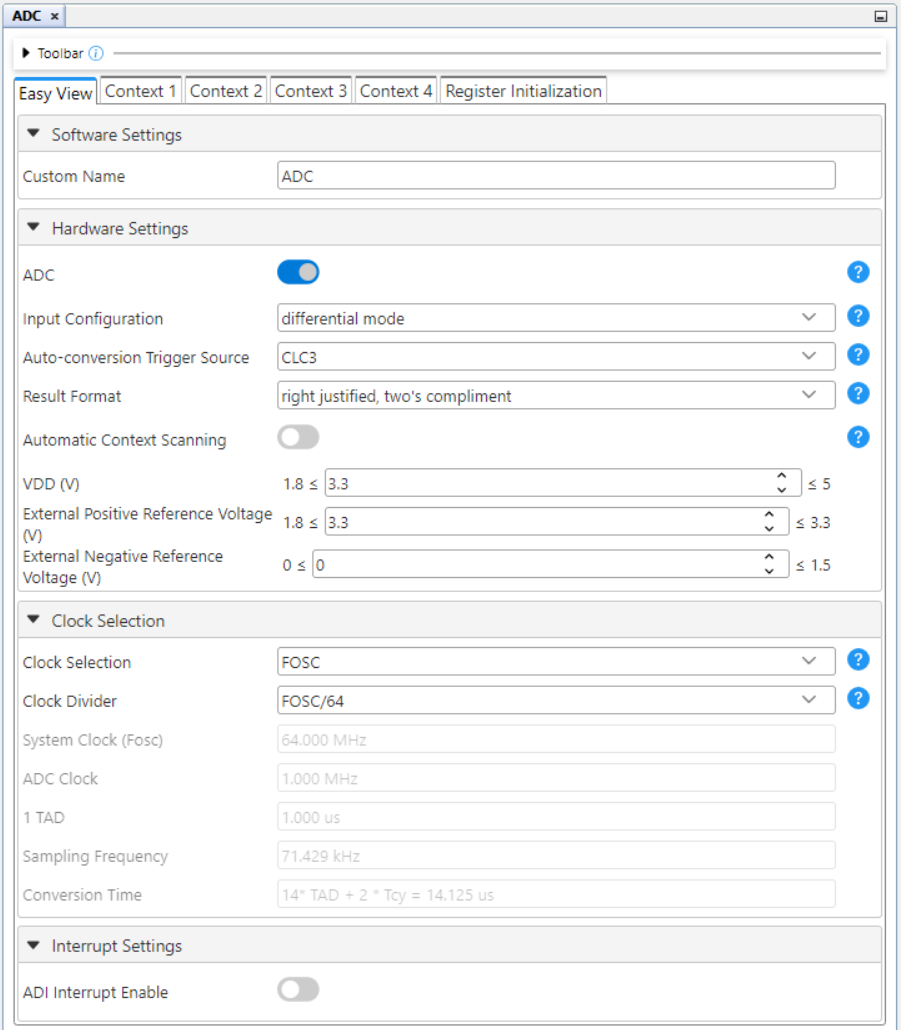 ADC ×
Toolbar i
Easy View Context 1 Context 2 Context 3 Context 4 Register Initialization
Software Settings
Custom Name ADC
Hardware Settings
ADC ?
Input Configuration differential mode ?
Auto-conversion Trigger Source CLC3 ?
Result Format right justified, two's compliment ?
Automatic Context Scanning ?
VDD (V) 1.8 ≤ 3.3 ≤ 5
External Positive Reference Voltage
(V) 1.8 ≤ 3.3 ≤ 3.3
External Negative Reference
Voltage (V) 0 ≤ 0 ≤ 1.5
Clock Selection
Clock Selection FOSC ?
Clock Divider FOSC/64 ?
System Clock (Fosc) 64.000 MHz
ADC Clock 1.000 MHz
1 TAD 1.000 us
Sampling Frequency 71.429 kHz
Conversion Time 14* TAD + 2 * Tcy = 14.125 us
Interrupt Settings
ADI Interrupt Enable